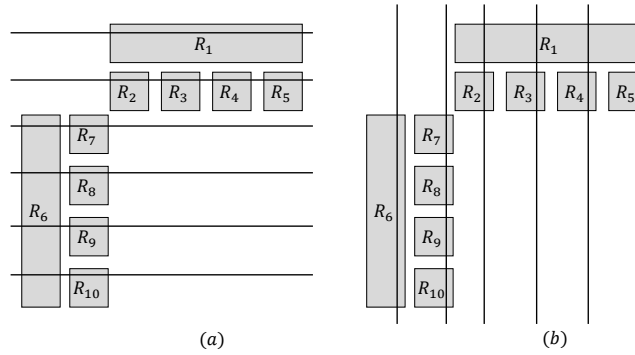 R₁ R₁
R₂ R₃ R₄ R₅ R₂ R₃ R₄ R₅
R₇ R₇
R₈ R₈
R₆ R₆
R₉ R₉
R₁₀ R₁₀
(a) (b)